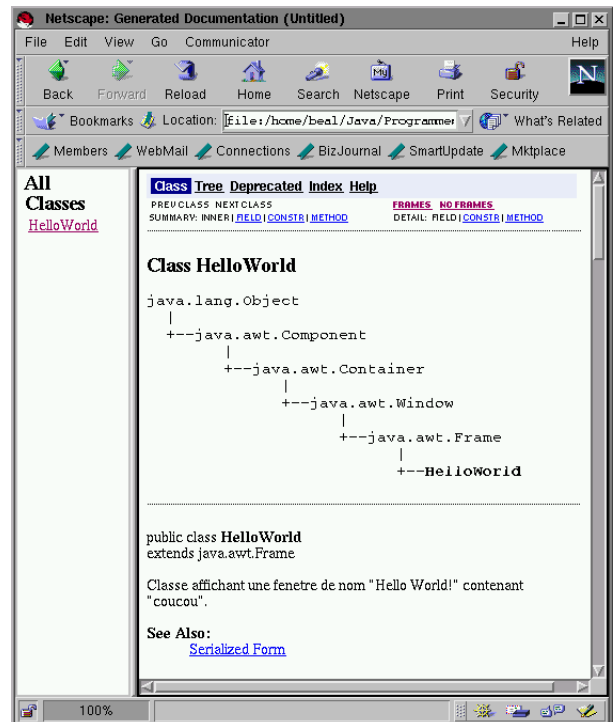 Netscape: Generated Documentation (Untitled)
File Edit View Go Communicator Help
Back Forward Reload Home Search Netscape Print Security
My
N
Bookmarks Location: file:/home/beal/Java/Programme What's Related
Members WebMail Connections BizJournal SmartUpdate Mktplace
All
Classes
HelloWorld
Class Tree Deprecated Index Help
PREV CLASS NEXT CLASS FRAMES NO FRAMES
SUMMARY: INNER | FIELD | CONSTR | METHOD DETAIL: FIELD | CONSTR | METHOD
Class HelloWorld
java.lang.Object
|
+--java.awt.Component
|
+--java.awt.Container
|
+--java.awt.Window
|
+--java.awt.Frame
|
+--HelloWorld
public class HelloWorld
extends java.awt.Frame
Classe affichant une fenetre de nom "Hello World!" contenant
"coucou".
See Also:
Serialized Form
100%